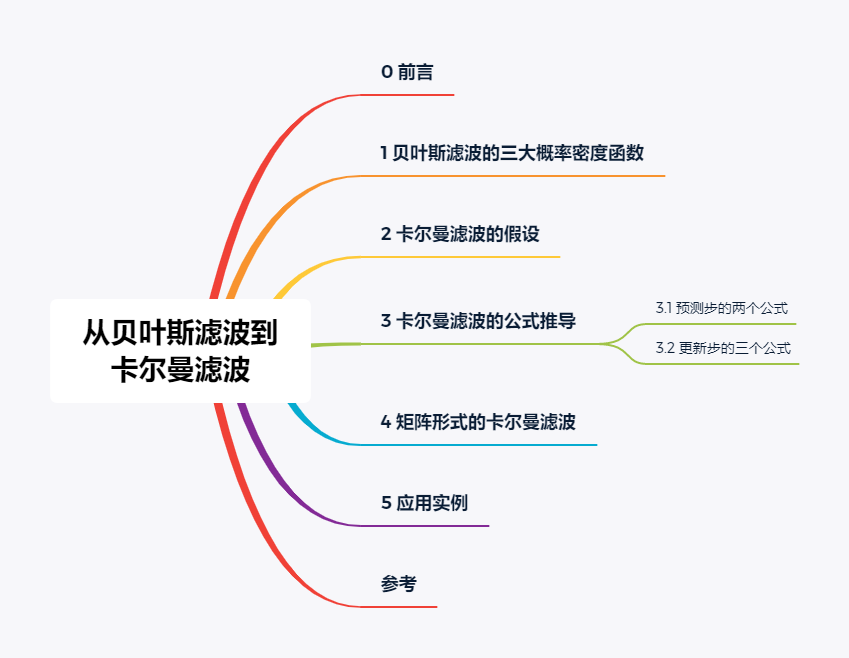 从贝叶斯滤波到
卡尔曼滤波
0 前言
1 贝叶斯滤波的三大概率密度函数
2 卡尔曼滤波的假设
3 卡尔曼滤波的公式推导
3.1 预测步的两个公式
3.2 更新步的三个公式
4 矩阵形式的卡尔曼滤波
5 应用实例
参考